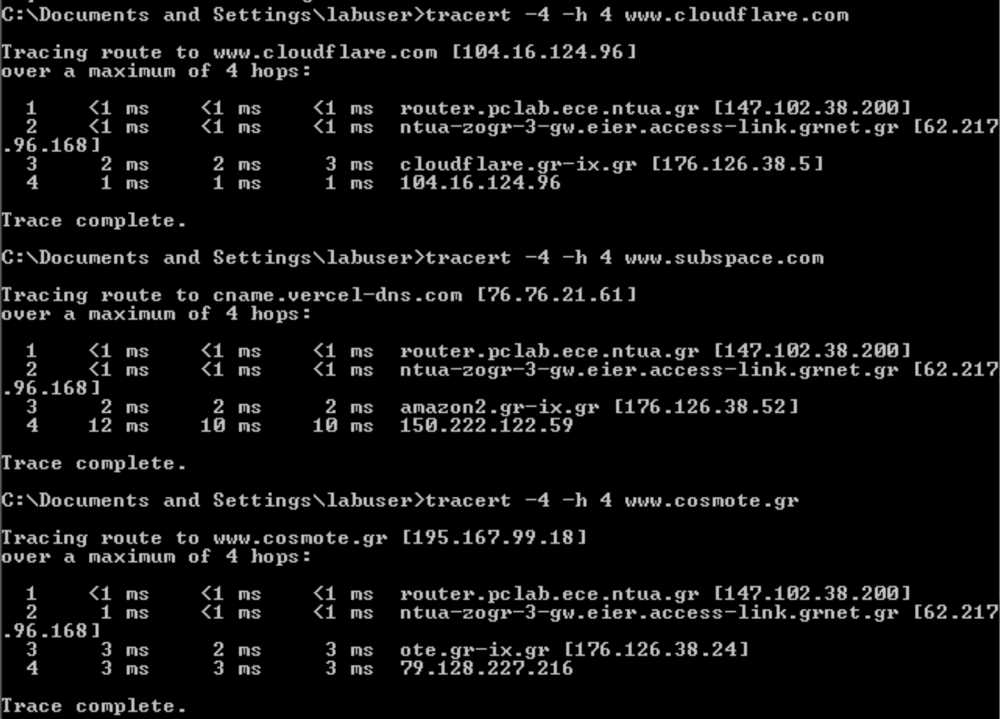 C:\Documents and Settings\labuser>tracert -4 -h 4 www.cloudflare.com
Tracing route to www.cloudflare.com [104.16.124.96]
over a maximum of 4 hops:
1 <1 ms <1 ms <1 ms router.pclab.ece.ntua.gr [147.102.38.200]
2 <1 ms <1 ms <1 ms ntua-zogr-3-gw.eier.access-link.grnet.gr [62.217
.96.168]
3 2 ms 2 ms 3 ms cloudflare.gr-ix.gr [176.126.38.5]
4 1 ms 1 ms 1 ms 104.16.124.96
Trace complete.
C:\Documents and Settings\labuser>tracert -4 -h 4 www.subspace.com
Tracing route to cname.vercel-dns.com [76.76.21.61]
over a maximum of 4 hops:
1 <1 ms <1 ms <1 ms router.pclab.ece.ntua.gr [147.102.38.200]
2 <1 ms <1 ms <1 ms ntua-zogr-3-gw.eier.access-link.grnet.gr [62.217
.96.168]
3 2 ms 2 ms 2 ms amazon2.gr-ix.gr [176.126.38.52]
4 12 ms 10 ms 10 ms 150.222.122.59
Trace complete.
C:\Documents and Settings\labuser>tracert -4 -h 4 www.cosmote.gr
Tracing route to www.cosmote.gr [195.167.99.18]
over a maximum of 4 hops:
1 <1 ms <1 ms <1 ms router.pclab.ece.ntua.gr [147.102.38.200]
2 1 ms <1 ms <1 ms ntua-zogr-3-gw.eier.access-link.grnet.gr [62.217
.96.168]
3 3 ms 2 ms 3 ms ote.gr-ix.gr [176.126.38.24]
4 3 ms 3 ms 3 ms 79.128.227.216
Trace complete.